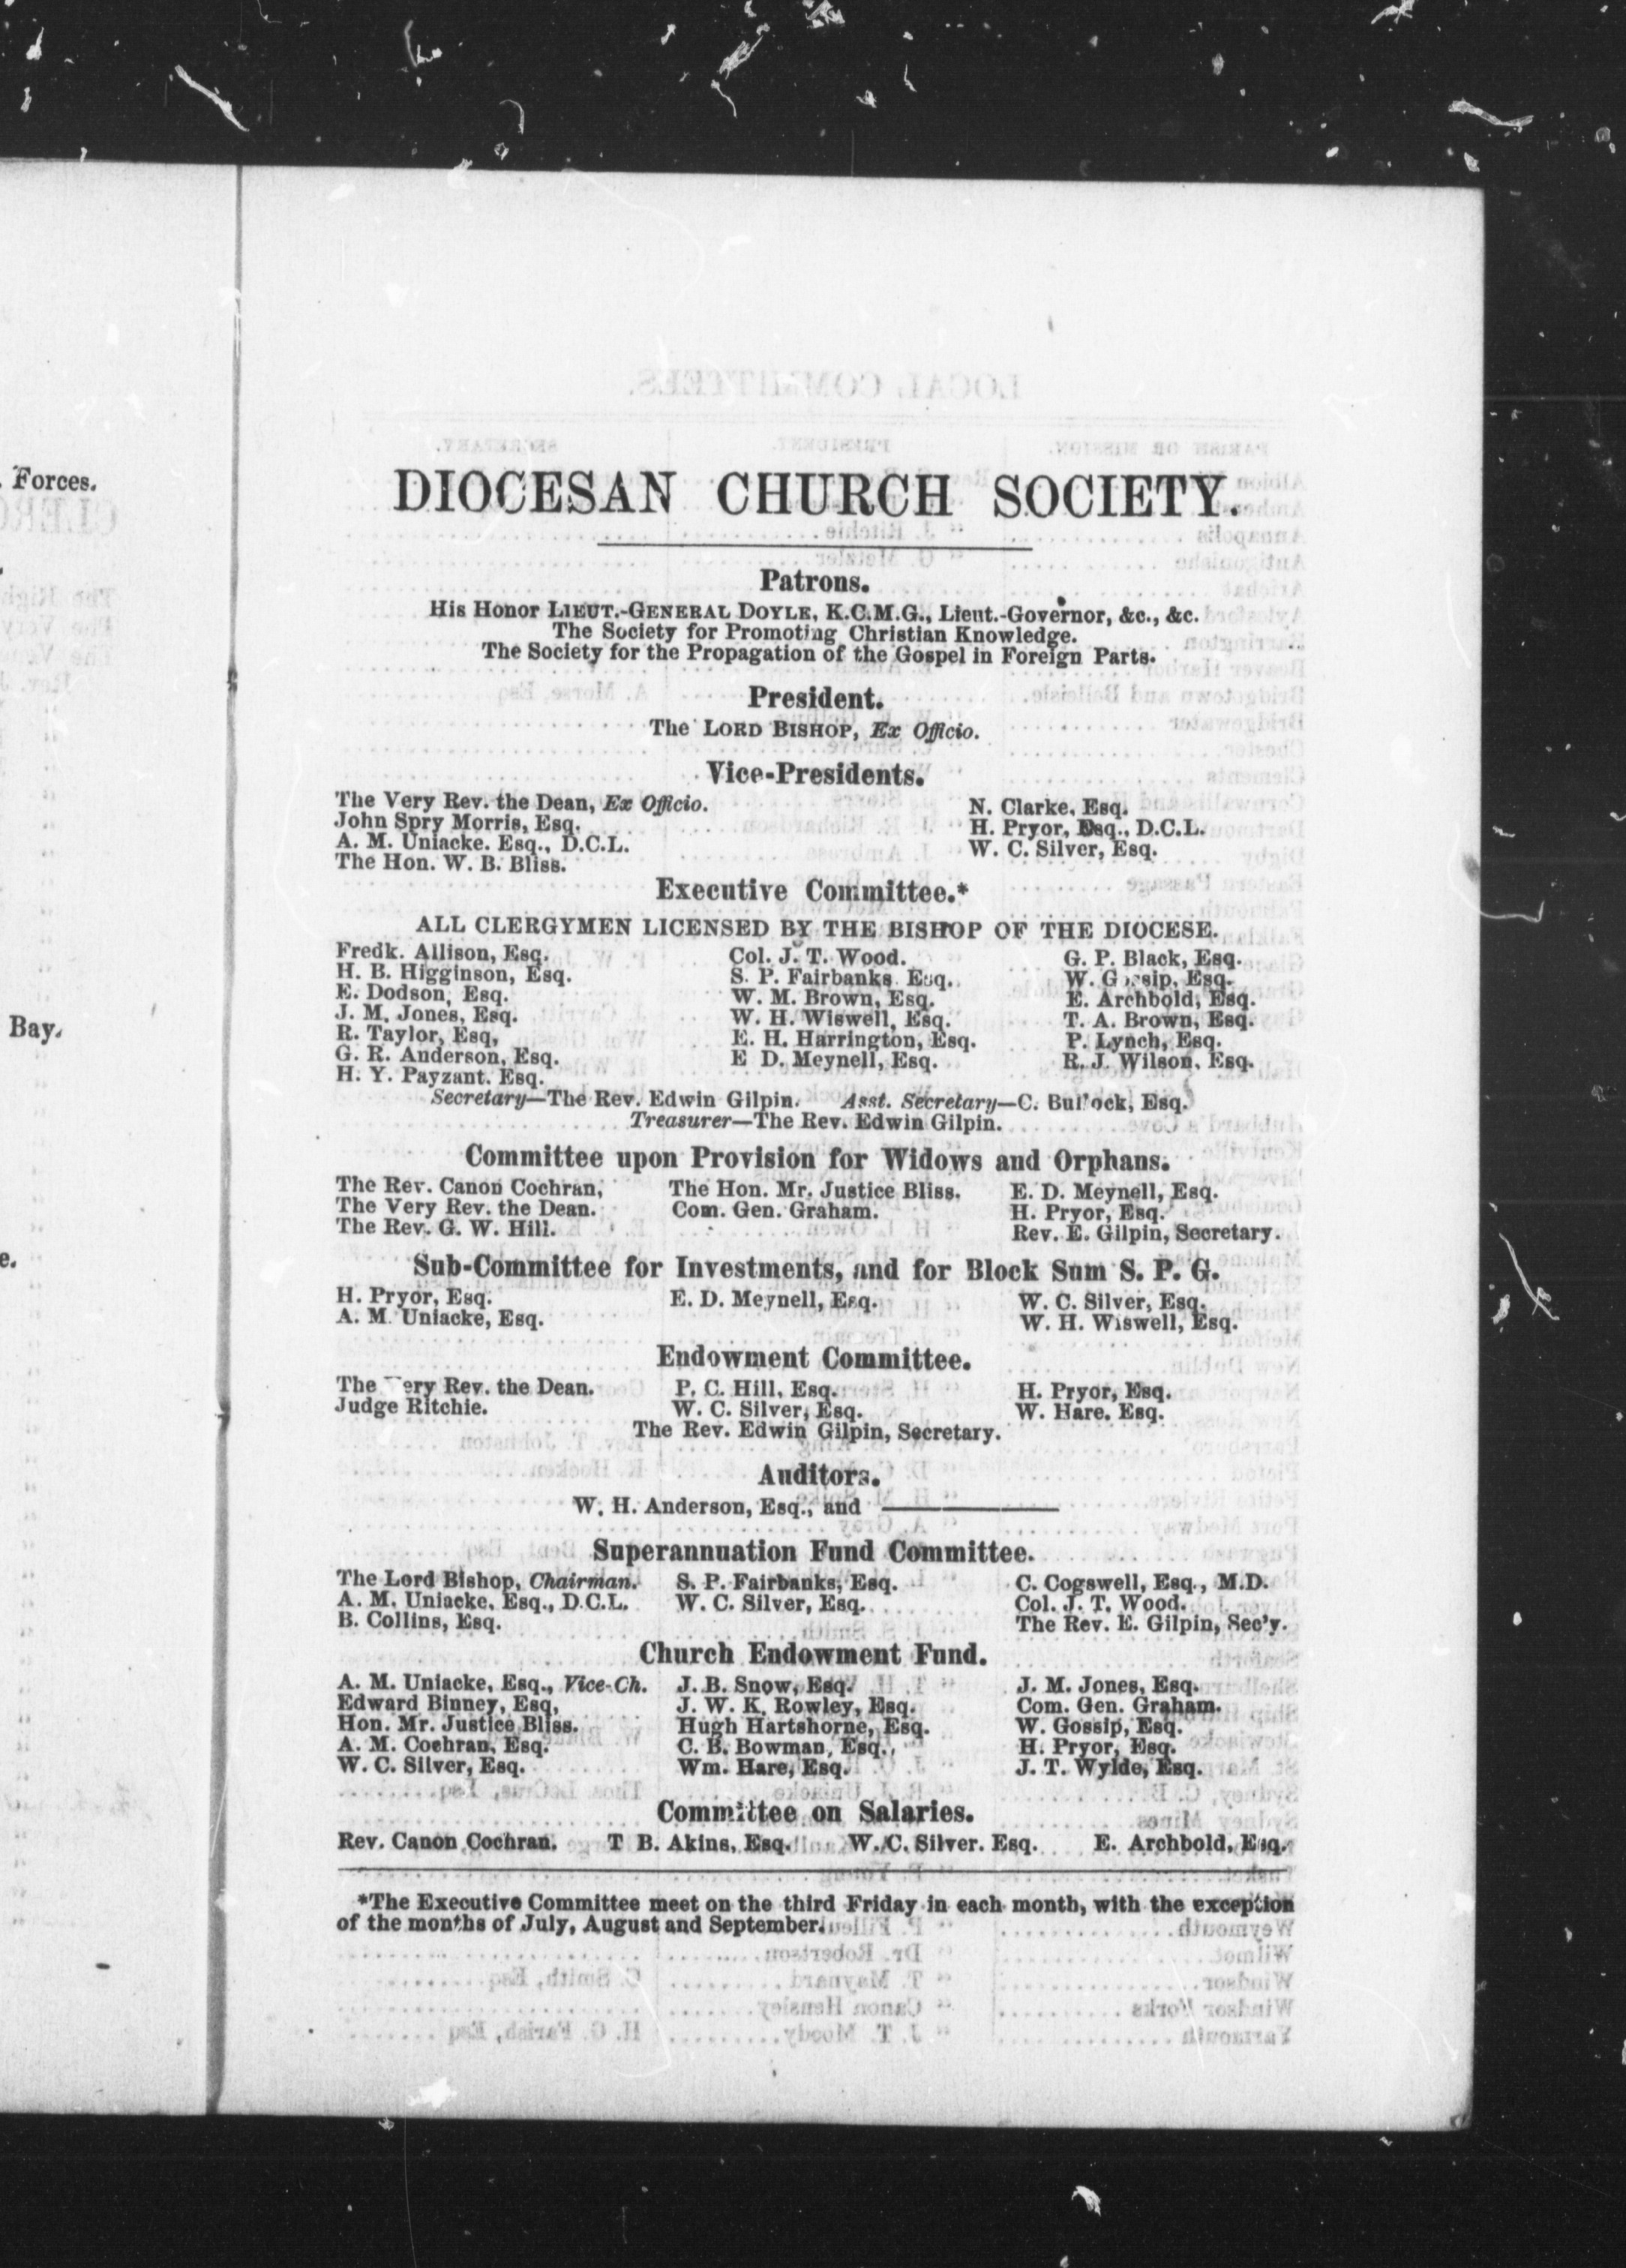 Forces.
Bay.
e.
DIOCESAN CHURCH SOCIETY.
Patrons.
His Honor LIEUT.-GENERAL DOYLE, K.C.M.G., Lieut.-Governor, &c., &c.
The Society for Promoting Christian Knowledge.
The Society for the Propagation of the Gospel in Foreign Parts.
President.
The LORD BISHOP, Ex Officio.
Vice-Presidents.
The Very Rev. the Dean, Ex Officio. N. Clarke, Esq.
John Spry Morris, Esq. H. Pryor, Esq., D.C.L.
A. M. Uniacke. Esq., D.C.L. W. C. Silver, Esq.
The Hon. W. B. Bliss.
Executive Committee.*
ALL CLERGYMEN LICENSED BY THE BISHOP OF THE DIOCESE.
Fredk. Allison, Esq. Col. J. T. Wood. G. P. Black, Esq.
H. B. Higginson, Esq. S. P. Fairbanks Esq. W. Gossip, Esq.
E. Dodson, Esq. W. M. Brown, Esq. E. Archbold, Esq.
J. M. Jones, Esq. W. H. Wiswell, Esq. T. A. Brown, Esq.
R. Taylor, Esq, E. H. Harrington, Esq. P. Lynch, Esq.
G. R. Anderson, Esq. E D. Meynell, Esq. R. J. Wilson, Esq.
H. Y. Payzant. Esq.
Secretary—The Rev. Edwin Gilpin. Asst. Secretary—C. Bullock, Esq.
Treasurer—The Rev. Edwin Gilpin.
Committee upon Provision for Widows and Orphans.
The Rev. Canon Cochran, The Hon. Mr. Justice Bliss. E. D. Meynell, Esq.
The Very Rev. the Dean. Com. Gen. Graham. H. Pryor, Esq.
The Rev. G. W. Hill. Rev. E. Gilpin, Secretary.
Sub-Committee for Investments, and for Block Sum S. P. G.
H. Pryor, Esq. E. D. Meynell, Esq. W. C. Silver, Esq.
A. M. Uniacke, Esq. W. H. Wiswell, Esq.
Endowment Committee.
The Very Rev. the Dean. P. C. Hill, Esq. H. Pryor, Esq.
Judge Ritchie. W. C. Silver, Esq. W. Hare. Esq.
The Rev. Edwin Gilpin, Secretary.
Auditors.
W. H. Anderson, Esq., and ————
Superannuation Fund Committee.
The Lord Bishop, Chairman. S. P. Fairbanks, Esq. C. Cogswell, Esq., M.D.
A. M. Uniacke, Esq., D.C.L. W. C. Silver, Esq. Col. J. T. Wood.
B. Collins, Esq. The Rev. E. Gilpin, Sec'y.
Church Endowment Fund.
A. M. Uniacke, Esq., Vice-Ch. J. B. Snow, Esq. J. M. Jones, Esq.
Edward Binney, Esq, J. W. K. Rowley, Esq. Com. Gen. Graham.
Hon. Mr. Justice Bliss. Hugh Hartshorne, Esq. W. Gossip, Esq.
A. M. Cochran, Esq. C. B. Bowman, Esq. H. Pryor, Esq.
W. C. Silver, Esq. Wm. Hare, Esq. J. T. Wylde, Esq.
Committee on Salaries.
Rev. Canon Cochran. T B. Akins, Esq. W. C. Silver. Esq. E. Archbold, Esq.
*The Executive Committee meet on the third Friday in each month, with the exception
of the months of July, August and September.